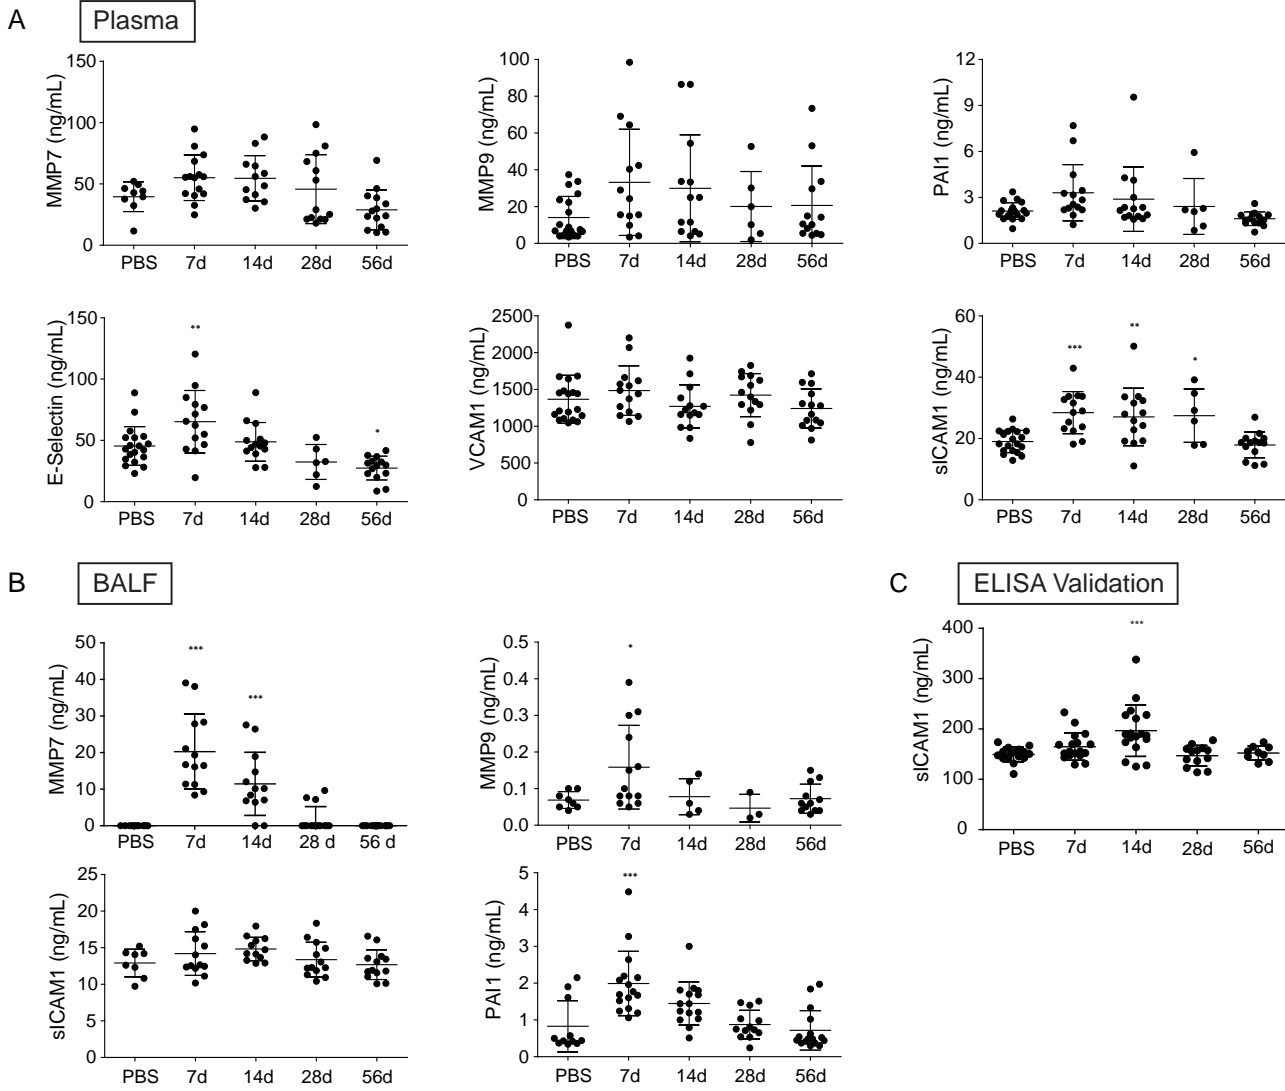 A Plasma
MMP7 (ng/mL)
150
100
50
0
PBS 7d 14d 28d 56d
MMP9 (ng/mL)
100
80
60
40
20
0
PBS 7d 14d 28d 56d
PAI1 (ng/mL)
12
9
6
3
0
PBS 7d 14d 28d 56d
E-Selectin (ng/mL)
150
100
50
0
** *
PBS 7d 14d 28d 56d
VCAM1 (ng/mL)
2500
2000
1500
1000
500
0
PBS 7d 14d 28d 56d
sICAM1 (ng/mL)
60
40
20
0
*** ** *
PBS 7d 14d 28d 56d
B BALF
MMP7 (ng/mL)
50
40
30
20
10
0
*** ***
PBS 7d 14d 28 d 56 d
MMP9 (ng/mL)
0.5
0.4
0.3
0.2
0.1
0.0
*
PBS 7d 14d 28d 56d
sICAM1 (ng/mL)
25
20
15
10
5
0
PBS 7d 14d 28d 56d
PAI1 (ng/mL)
5
4
3
2
1
0
***
PBS 7d 14d 28d 56d
C ELISA Validation
sICAM1 (ng/mL)
400
300
200
100
0
***
PBS 7d 14d 28d 56d